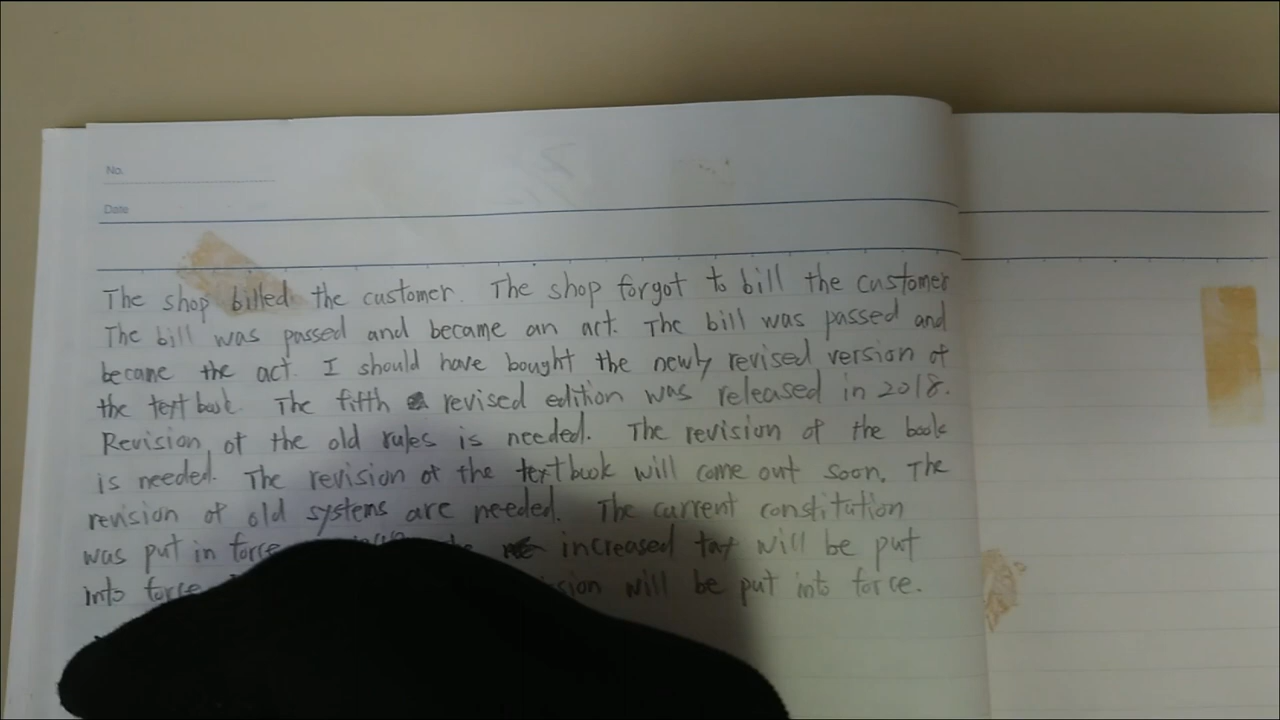 No.
Date
The shop billed the customer. The shop forgot to bill the customer
The bill was passed and became an act. The bill was passed and
became the act. I should have bought the newly revised version of
the textbook. The fifth revised edition was released in 2018.
Revision of the old rules is needed. The revision of the book
is needed. The revision of the textbook will come out soon. The
revision of old systems are needed. The current constitution
was put in force increased tax will be put
into force will be put into force.